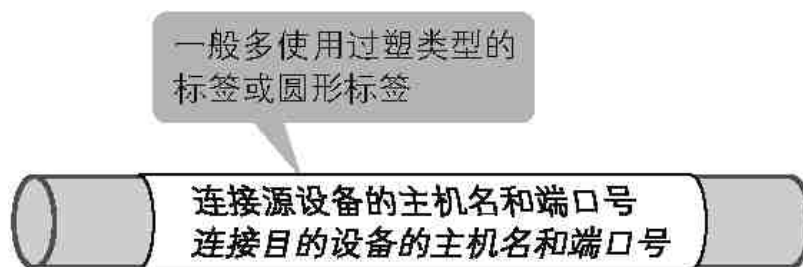 一般多使用过塑类型的
标签或圆形标签
连接源设备的主机名和端口号
连接目的设备的主机名和端口号